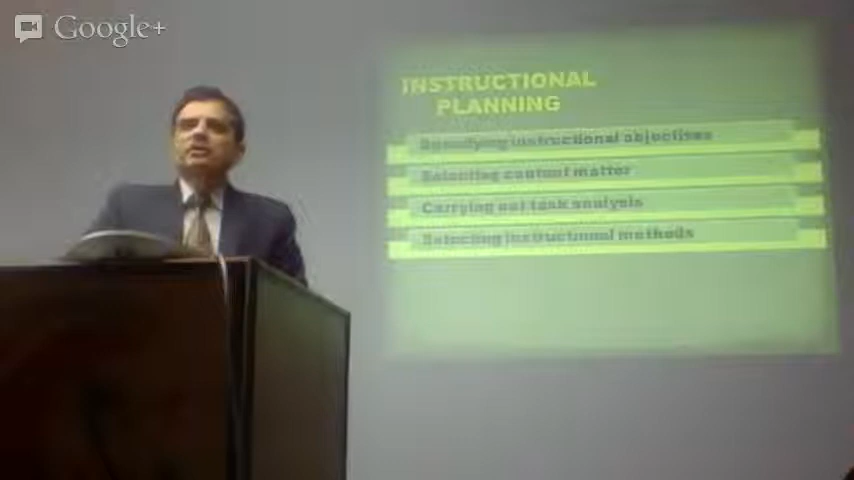 Google+
INSTRUCTIONAL
PLANNING
Specifying instructional objectives
Selecting content matter
Carrying out task analysis
Selecting instructional methods